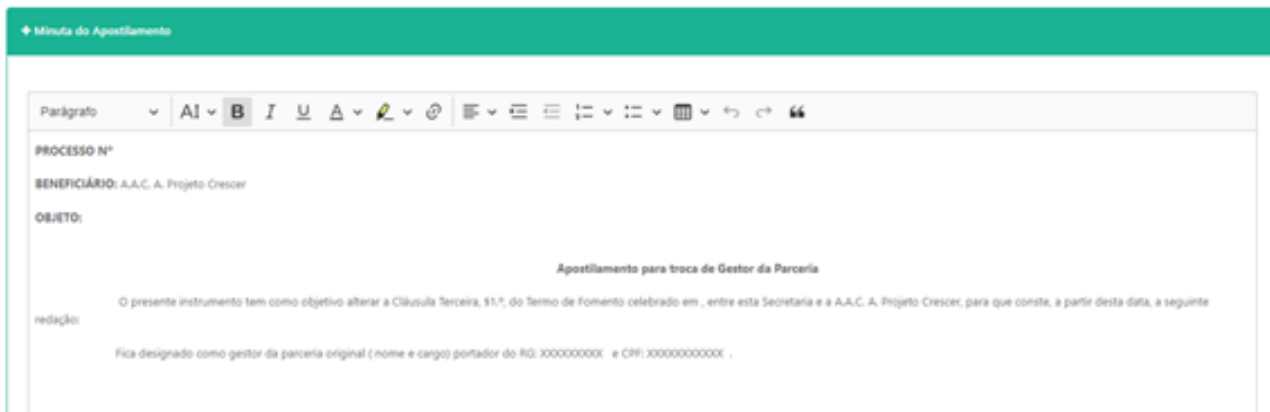 + Minuta do Apostilamento
Parágrafo AI B I U A
PROCESSO Nº
BENEFICIÁRIO: A.A.C. A. Projeto Crescer
OBJETO:
Apostilamento para troca de Gestor da Parceria
O presente instrumento tem como objetivo alterar a Cláusula Terceira, §1.º, do Termo de Fomento celebrado em , entre esta Secretaria e a A.A.C. A. Projeto Crescer, para que conste, a partir desta data, a seguinte
redação:
Fica designado como gestor da parceria original ( nome e cargo) portador do RG: XXXXXXXXX e CPF: XXXXXXXXXXX .